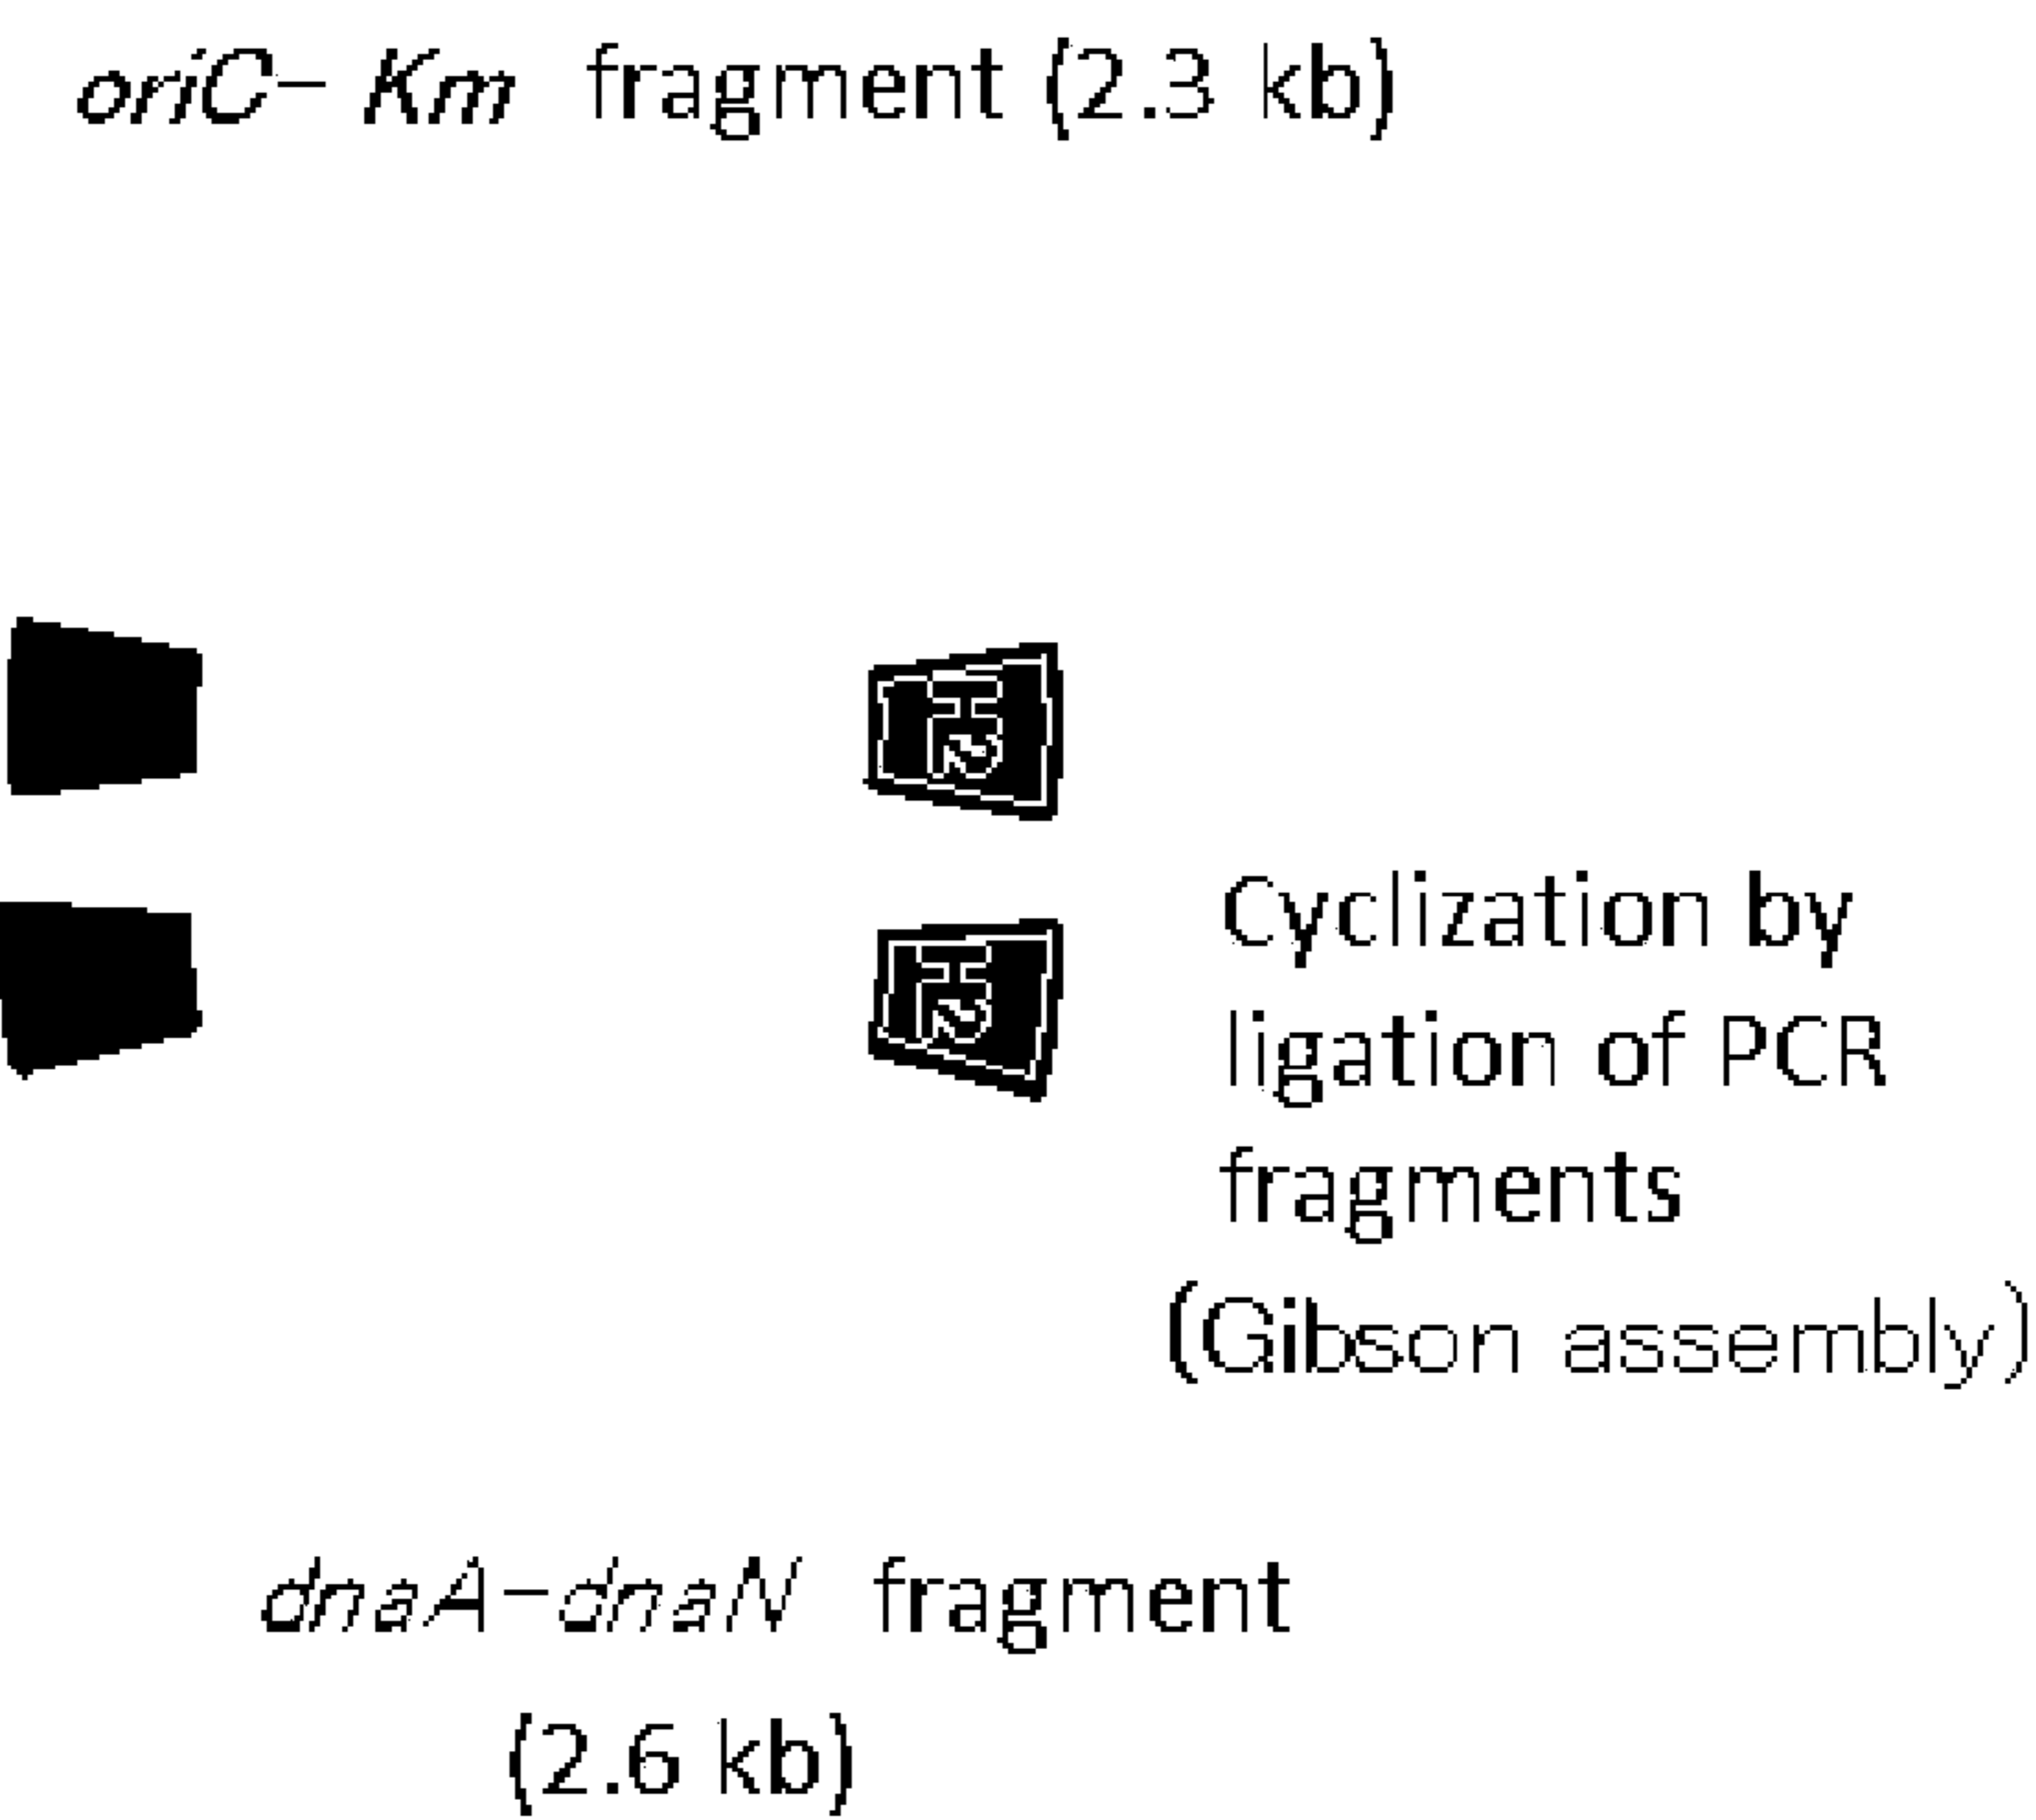 oriC- Km fragment (2.3 kb)
Cyclization by
ligation of PCR
fragments
(Gibson assembly)
dnaA-dnaN fragment
(2.6 kb)